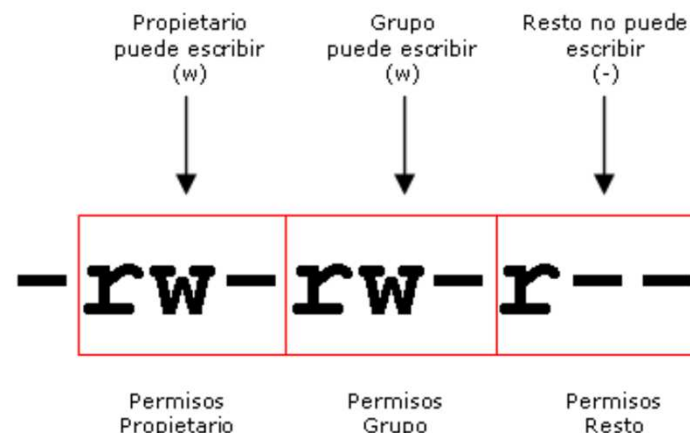 Propietario
puede escribir
(w)
Grupo
puede escribir
(w)
Resto no puede
escribir
(-)
-rw-rw-r--
Permisos
Propietario
Permisos
Grupo
Permisos
Resto